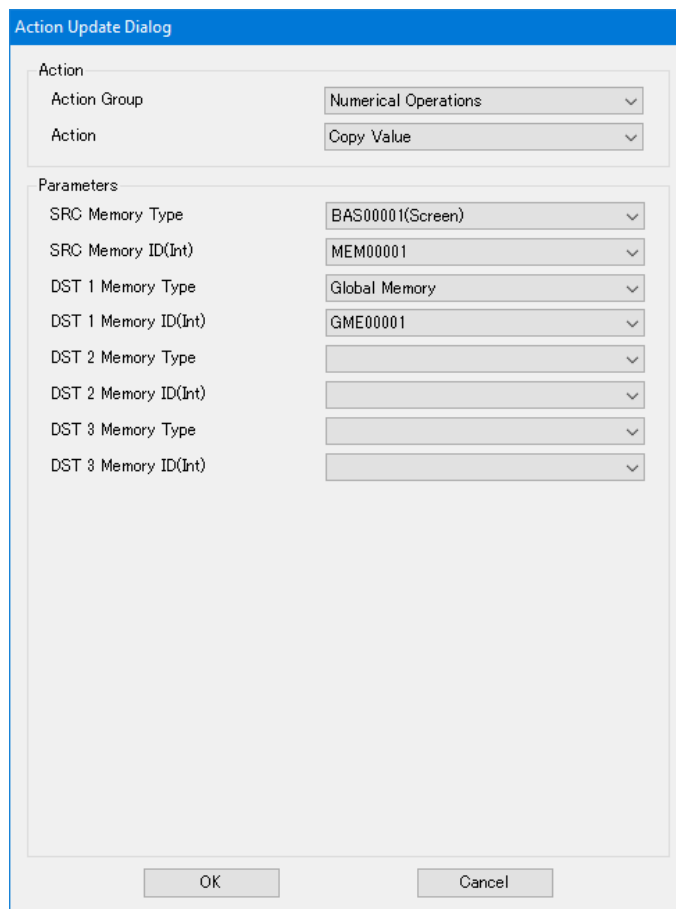 Action Update Dialog
Action
Action Group Numerical Operations
Action Copy Value
Parameters
SRC Memory Type BAS00001(Screen)
SRC Memory ID(Int) MEM00001
DST 1 Memory Type Global Memory
DST 1 Memory ID(Int) GME00001
DST 2 Memory Type
DST 2 Memory ID(Int)
DST 3 Memory Type
DST 3 Memory ID(Int)
OK Cancel